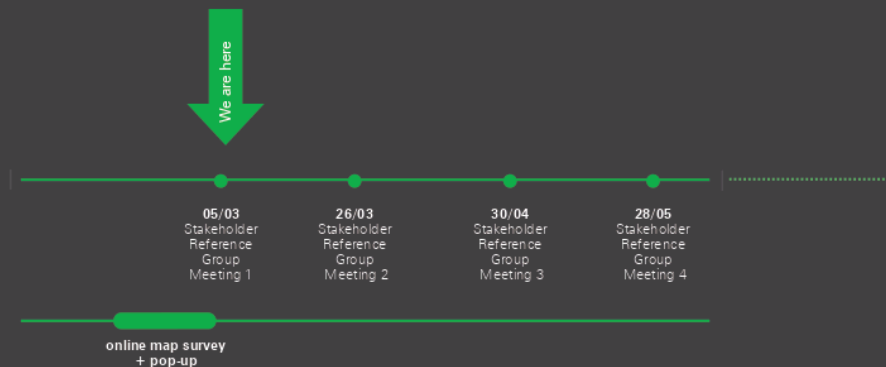 We are here
05/03
Stakeholder
Reference
Group
Meeting 1
26/03
Stakeholder
Reference
Group
Meeting 2
30/04
Stakeholder
Reference
Group
Meeting 3
28/05
Stakeholder
Reference
Group
Meeting 4
online map survey
+ pop-up